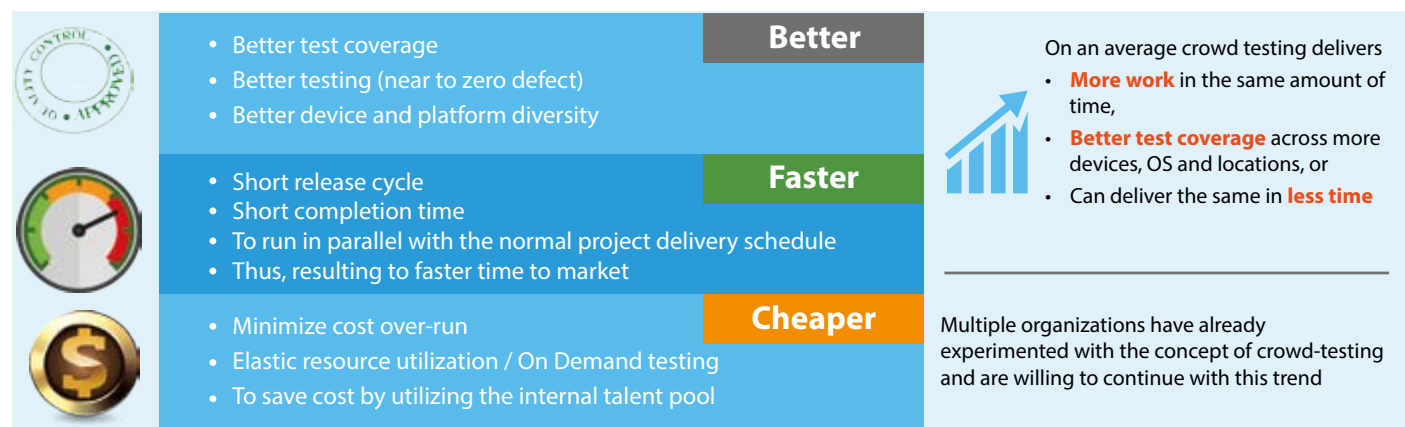 QUALITY CONTROL • APPROVED •
• Better test coverage
• Better testing (near to zero defect)
• Better device and platform diversity
Better
• Short release cycle
• Short completion time
• To run in parallel with the normal project delivery schedule
• Thus, resulting to faster time to market
Faster
• Minimize cost over-run
• Elastic resource utilization / On Demand testing
• To save cost by utilizing the internal talent pool
Cheaper
$
On an average crowd testing delivers
• More work in the same amount of
time,
• Better test coverage across more
devices, OS and locations, or
• Can deliver the same in less time
Multiple organizations have already
experimented with the concept of crowd-testing
and are willing to continue with this trend